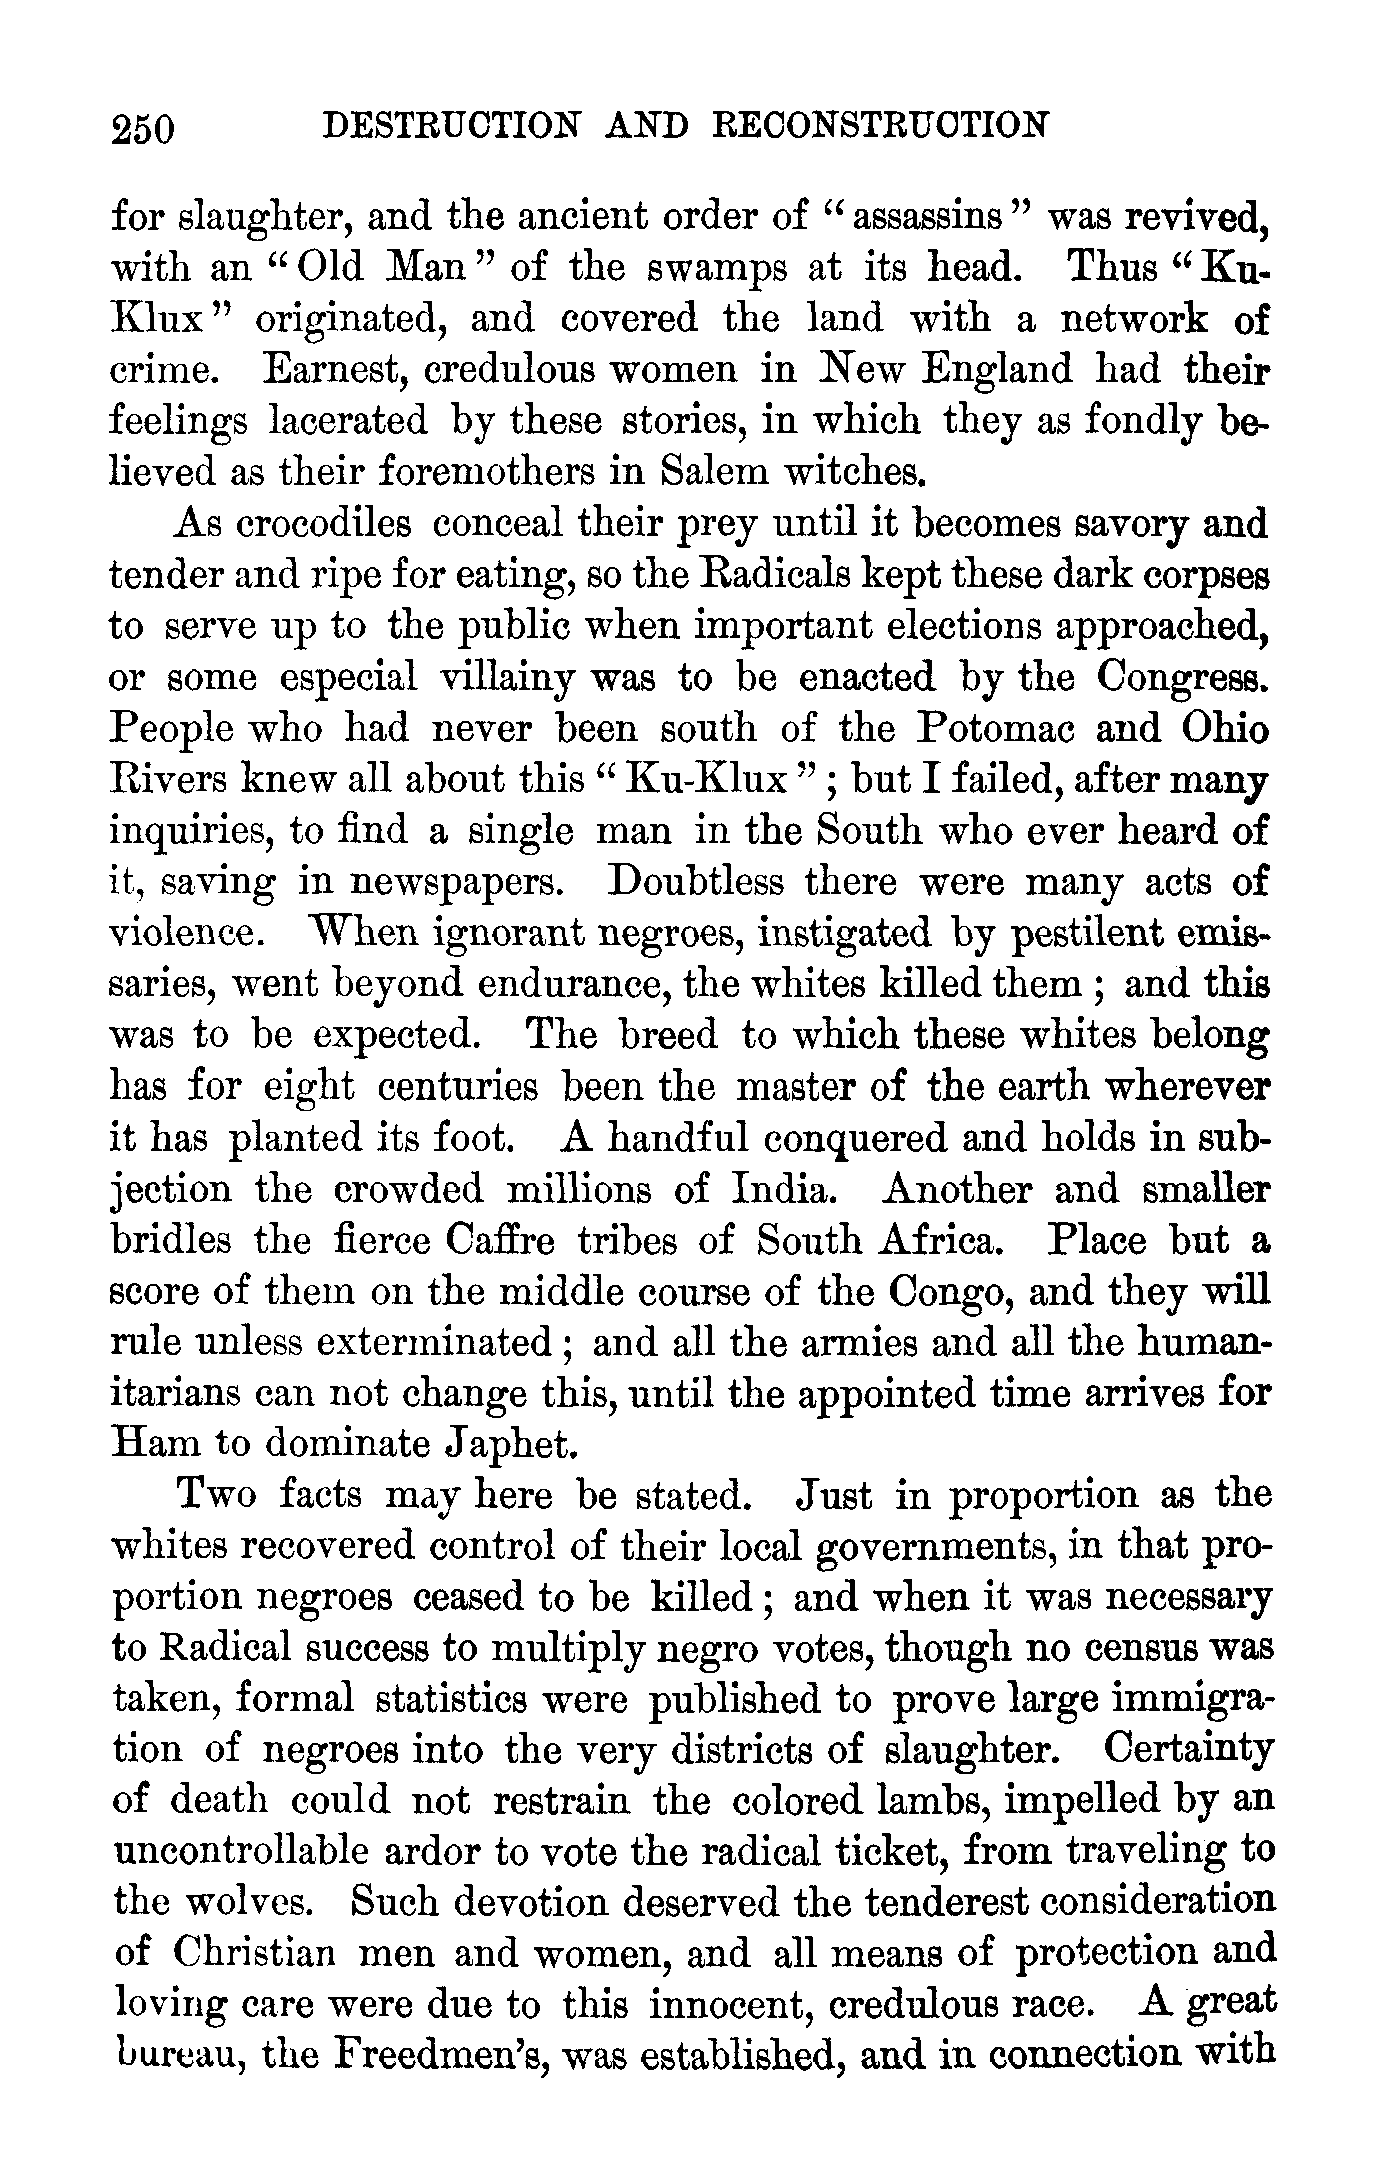 250 DESTRUCTION AND RECONSTRUCTION
for slaughter, and the ancient order of “assassins” was revived,
with an “Old Man” of the swamps at its head. Thus “Ku-
Klux” originated, and covered the land with a network of
crime. Earnest, credulous women in New England had their
feelings lacerated by these stories, in which they as fondly be-
lieved as their foremothers in Salem witches.
As crocodiles conceal their prey until it becomes savory and
tender and ripe for eating, so the Radicals kept these dark corpses
to serve up to the public when important elections approached,
or some especial villainy was to be enacted by the Congress.
People who had never been south of the Potomac and Ohio
Rivers knew all about this “Ku-Klux”; but I failed, after many
inquiries, to find a single man in the South who ever heard of
it, saving in newspapers. Doubtless there were many acts of
violence. When ignorant negroes, instigated by pestilent emis-
saries, went beyond endurance, the whites killed them; and this
was to be expected. The breed to which these whites belong
has for eight centuries been the master of the earth wherever
it has planted its foot. A handful conquered and holds in sub-
jection the crowded millions of India. Another and smaller
bridles the fierce Caffre tribes of South Africa. Place but a
score of them on the middle course of the Congo, and they will
rule unless exterminated; and all the armies and all the human-
itarians can not change this, until the appointed time arrives for
Ham to dominate Japhet.
Two facts may here be stated. Just in proportion as the
whites recovered control of their local governments, in that pro-
portion negroes ceased to be killed; and when it was necessary
to Radical success to multiply negro votes, though no census was
taken, formal statistics were published to prove large immigra-
tion of negroes into the very districts of slaughter. Certainty
of death could not restrain the colored lambs, impelled by an
uncontrollable ardor to vote the radical ticket, from traveling to
the wolves. Such devotion deserved the tenderest consideration
of Christian men and women, and all means of protection and
loving care were due to this innocent, credulous race. A great
bureau, the Freedmen’s, was established, and in connection with